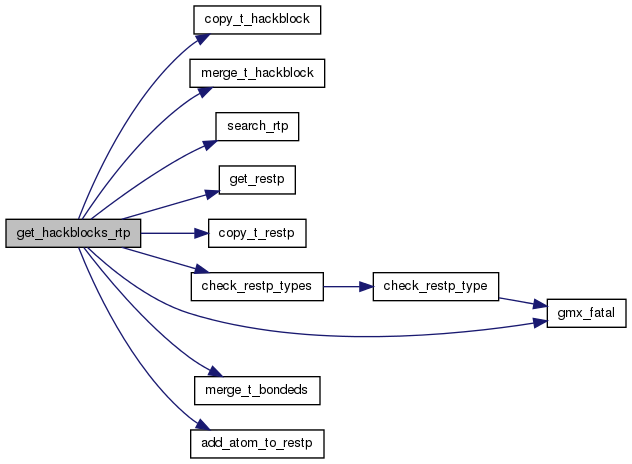 copy_t_hackblock
merge_t_hackblock
search_rtp
get_restp
get_hackblocks_rtp
copy_t_restp
check_restp_types
check_restp_type
gmx_fatal
merge_t_bondeds
add_atom_to_restp